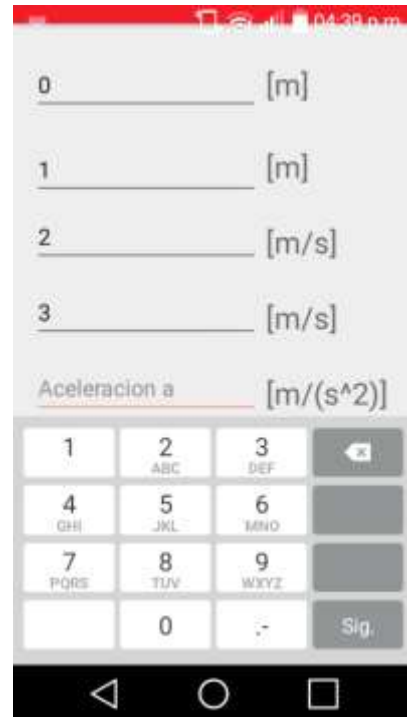 04:39 p.m.
0 [m]
1 [m]
2 [m/s]
3 [m/s]
Aceleracion a [m/(s^2)]
1 2 3
ABC DEF
4 5 6
GHI JKL MNO
7 8 9
PQRS TUV WXYZ
0 .- Sig.